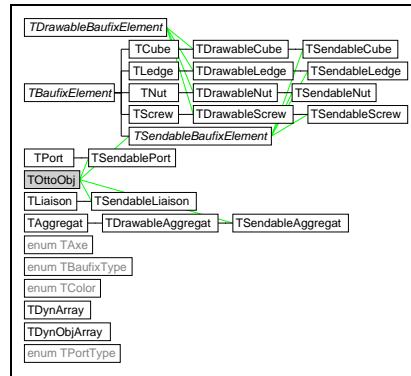 TDrawableBaufixElement
TCube TDrawableCube TSendableCube
TLedge TDrawableLedge TSendableLedge
TBaufixElement TNut TDrawableNut TSendableNut
TScrew TDrawableScrew TSendableScrew
TSendableBaufixElement
TPort TSendablePort
TOttoObj
TLiaison TSendableLiaison
TAggregat TDrawableAggregat TSendableAggregat
enum TAxe
enum TBaufixType
enum TColor
TDynArray
TDynObjArray
enum TPortType